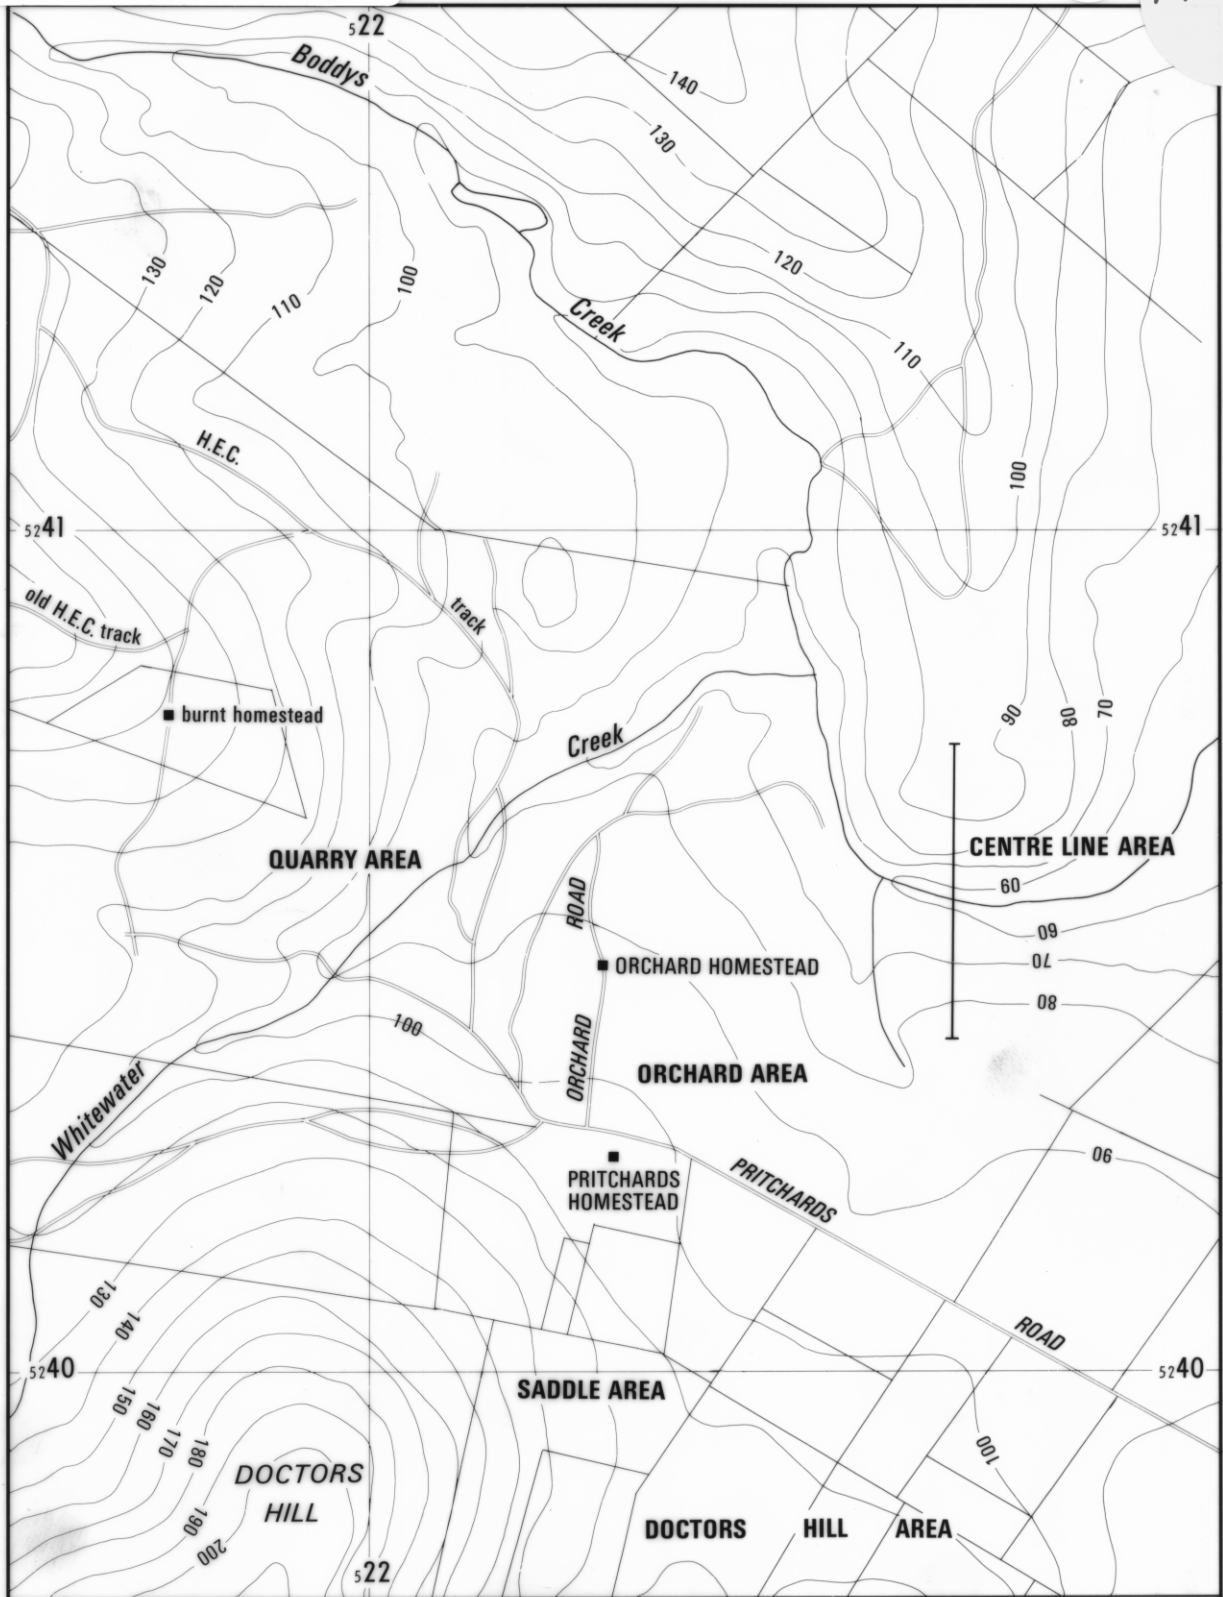 522
Boddys
140
130
120
130
120
110
100
Creek
110
H.E.C.
100
5241
5241
old H.E.C. track
track
burnt homestead
90
80
70
Creek
QUARRY AREA
CENTRE LINE AREA
60
ROAD
60
ORCHARD HOMESTEAD
70
80
100
ORCHARD
ORCHARD AREA
Whitewater
90
PRITCHARDS
HOMESTEAD
PRITCHARDS
130
140
ROAD
5240
5240
SADDLE AREA
150
160
170
180
100
DOCTORS
HILL
190
200
DOCTORS HILL AREA
522